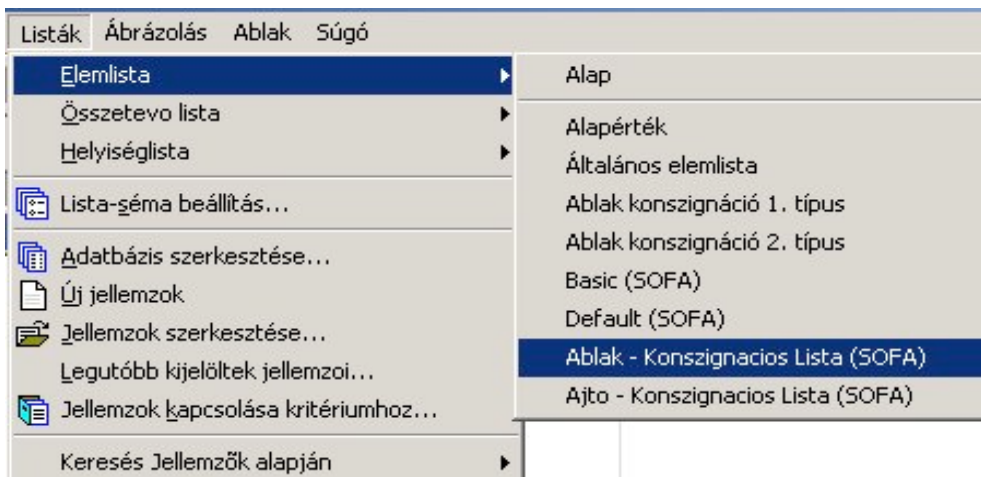 Listák Ábrázolás Ablak Súgó
Elemlista
Összetevo lista
Helyiséglista
Lista-séma beállítás...
Adatbázis szerkesztése...
Új jellemzok
Jellemzok szerkesztése...
Legutóbb kijelöltek jellemzoi...
Jellemzok kapcsolása kritériumhoz...
Keresés Jellemzők alapján
Alap
Alapérték
Általános elemlista
Ablak konszignáció 1. típus
Ablak konszignáció 2. típus
Basic (SOFA)
Default (SOFA)
Ablak - Konszignacios Lista (SOFA)
Ajto - Konszignacios Lista (SOFA)